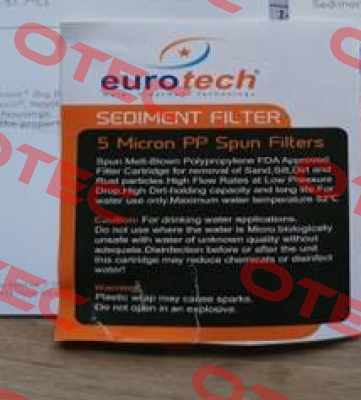 eurotech
SEDIMENT FILTER
5 Micron PP Spun Filters
Spun Melt-Blown Polypropylene FDA Approved
Filter Cartridge for removal of Sand,Silt,Dirt and
Rust particles.High Flow Rates at Low Pressure
Drop.High Dirt-holding capacity and long life.For
water use only.Maximum water temperature 52°C
Caution: For drinking water applications.
Do not use where the water is Micro biologically
unsafe with water of unknown quality without
adequate.Disinfection before or after the unit
this cartridge may reduce chemicals or disinfect
water!
Warning:
Plastic wrap may cause sparks.
Do not open in an explosive.
Sediment
OTEC